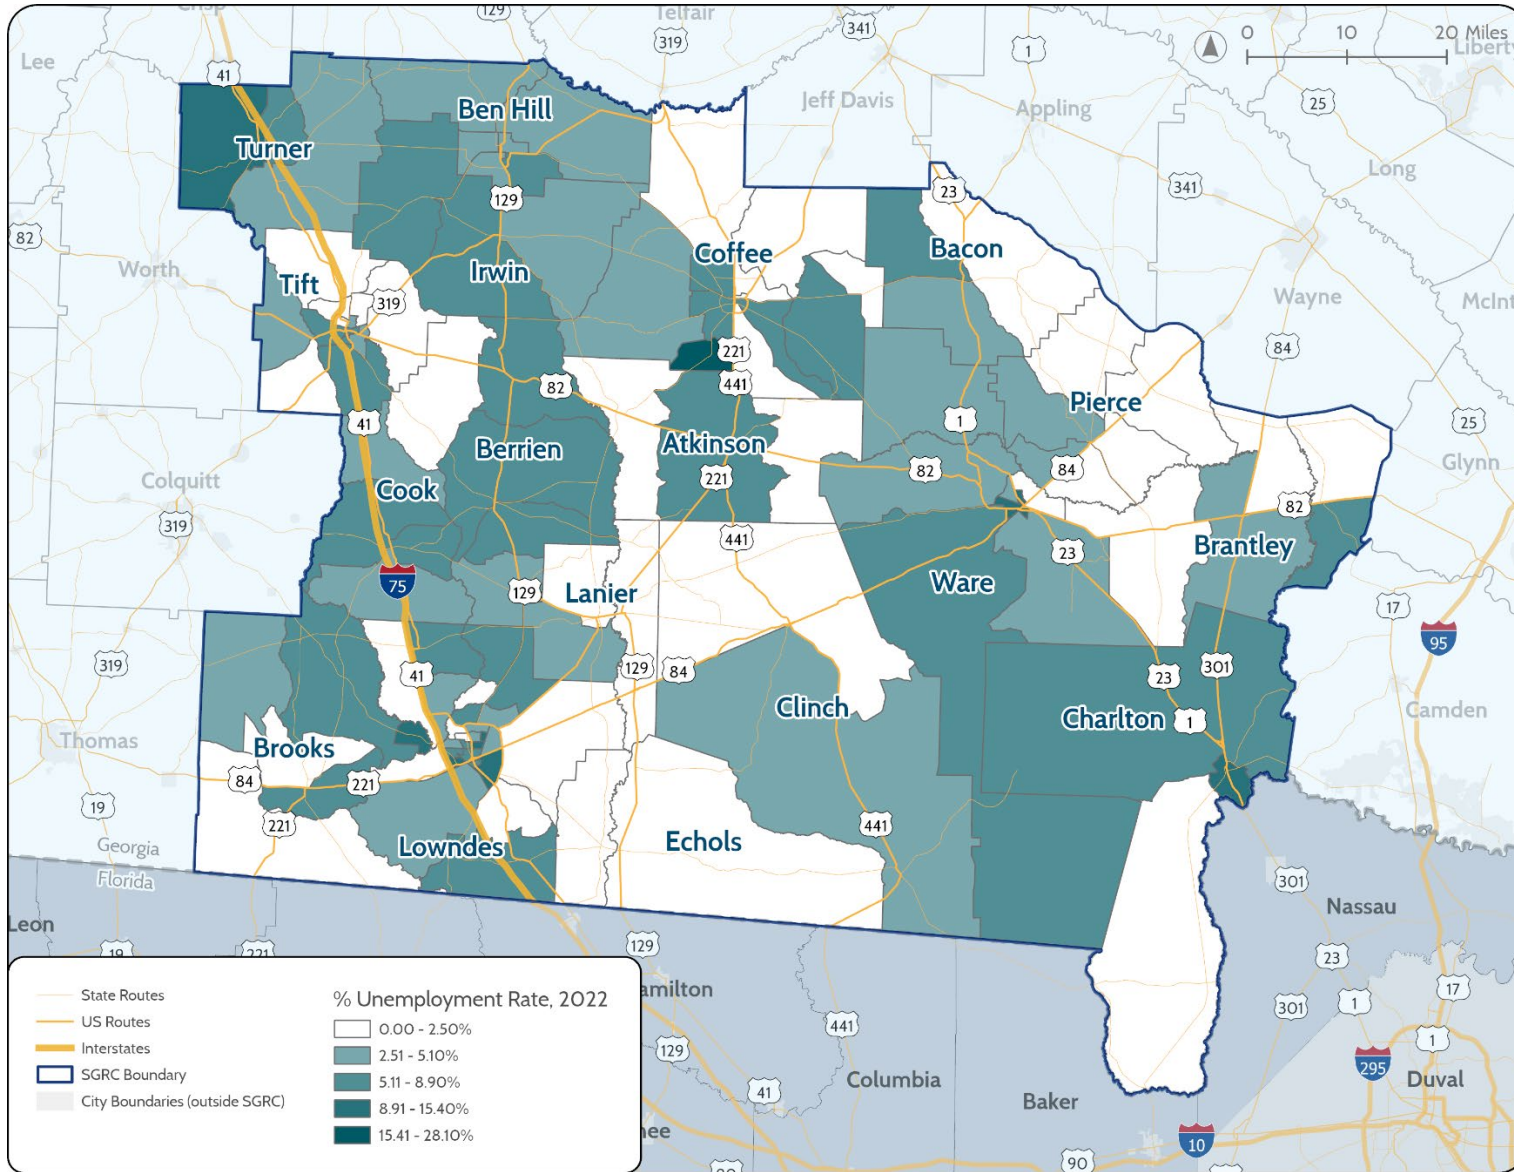 Crisp
129
Telfair
319
341
1
0 10 20 Miles
Lee
41
Liberty
Ben Hill
Jeff Davis
Appling
25
Turner
Long
129
23
341
82
Worth
Coffee
Bacon
Irwin
Tift
319
Wayne
McInt
221
84
82
441
Pierce
41
1
25
Berrien
Atkinson
Colquitt
Cook
221
82
84
Glynn
319
441
23
82
Brantley
75
129
Lanier
Ware
17
95
319
41
129
84
23
301
Clinch
Charlton
1
Camden
Thomas
Brooks
84
221
19
221
441
Echols
Lowndes
Georgia
Florida
301
Nassau
Leon
19
221
129
23
17
amilton
1
State Routes
US Routes
Interstates
SGRC Boundary
City Boundaries (outside SGRC)
% Unemployment Rate, 2022
0.00 - 2.50%
2.51 - 5.10%
5.11 - 8.90%
8.91 - 15.40%
15.41 - 28.10%
441
301
129
1
295
Columbia
Duval
41
Baker
nee
10
90